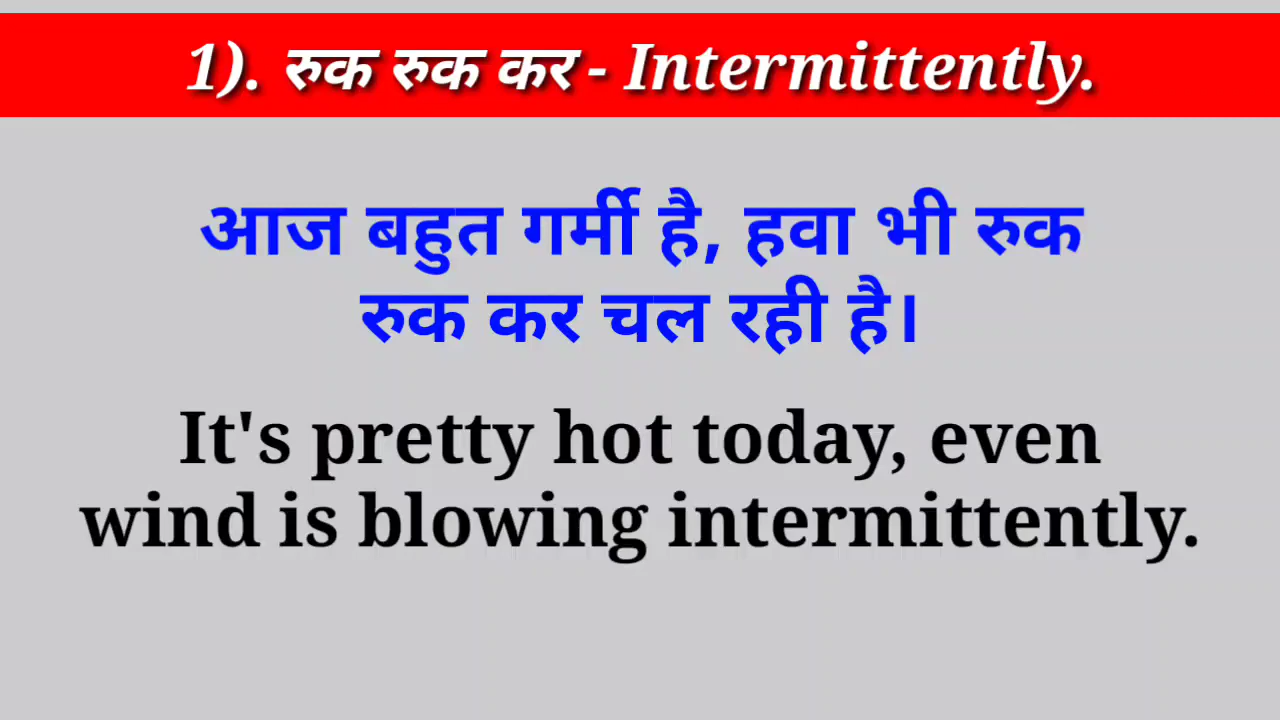 1). रुक रुक कर - Intermittently.
आज बहुत गर्मी है, हवा भी रुक
रुक कर चल रही है।
It's pretty hot today, even
wind is blowing intermittently.